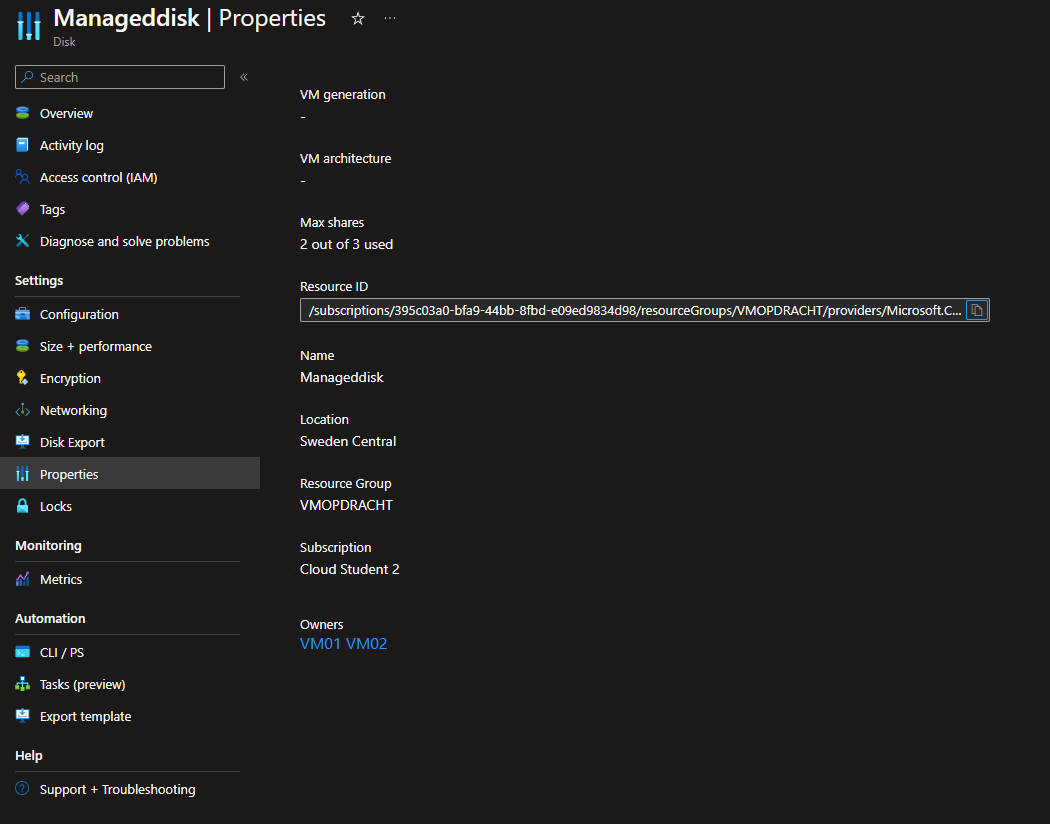 Manageddisk | Properties
Disk
Search
Overview
Activity log
Access control (IAM)
Tags
Diagnose and solve problems
Settings
Configuration
Size + performance
Encryption
Networking
Disk Export
Properties
Locks
Monitoring
Metrics
Automation
CLI / PS
Tasks (preview)
Export template
Help
Support + Troubleshooting
VM generation
-
VM architecture
-
Max shares
2 out of 3 used
Resource ID
/subscriptions/395c03a0-bfa9-44bb-8fbd-e09ed9834d98/resourceGroups/VMOPDRACHT/providers/Microsoft.C...
Name
Manageddisk
Location
Sweden Central
Resource Group
VMOPDRACHT
Subscription
Cloud Student 2
Owners
VM01 VM02